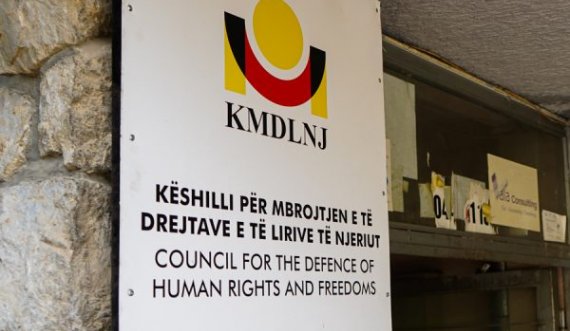 KMDLNJ
KËSHILLI PËR MBROJTJEN E TË
DREJTAVE E TË LIRIVE TË NJERIUT
COUNCIL FOR THE DEFENCE OF
HUMAN RIGHTS AND FREEDOMS
Consulting